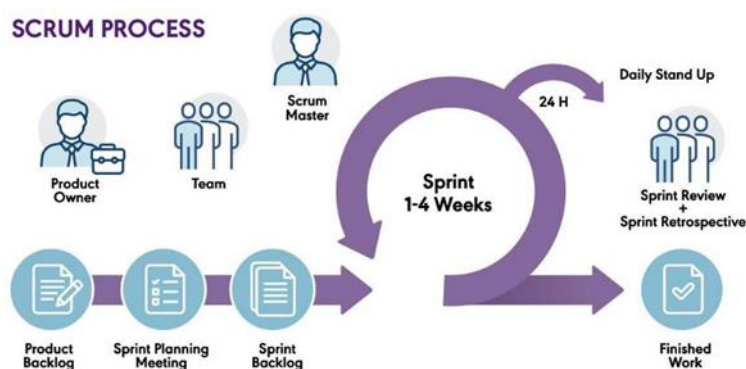 SCRUM PROCESS
Scrum
Master
Daily Stand Up
24 H
Product
Owner
Team
Sprint
1-4 Weeks
Sprint Review
+
Sprint Retrospective
Product
Backlog
Sprint Planning
Meeting
Sprint
Backlog
Finished
Work